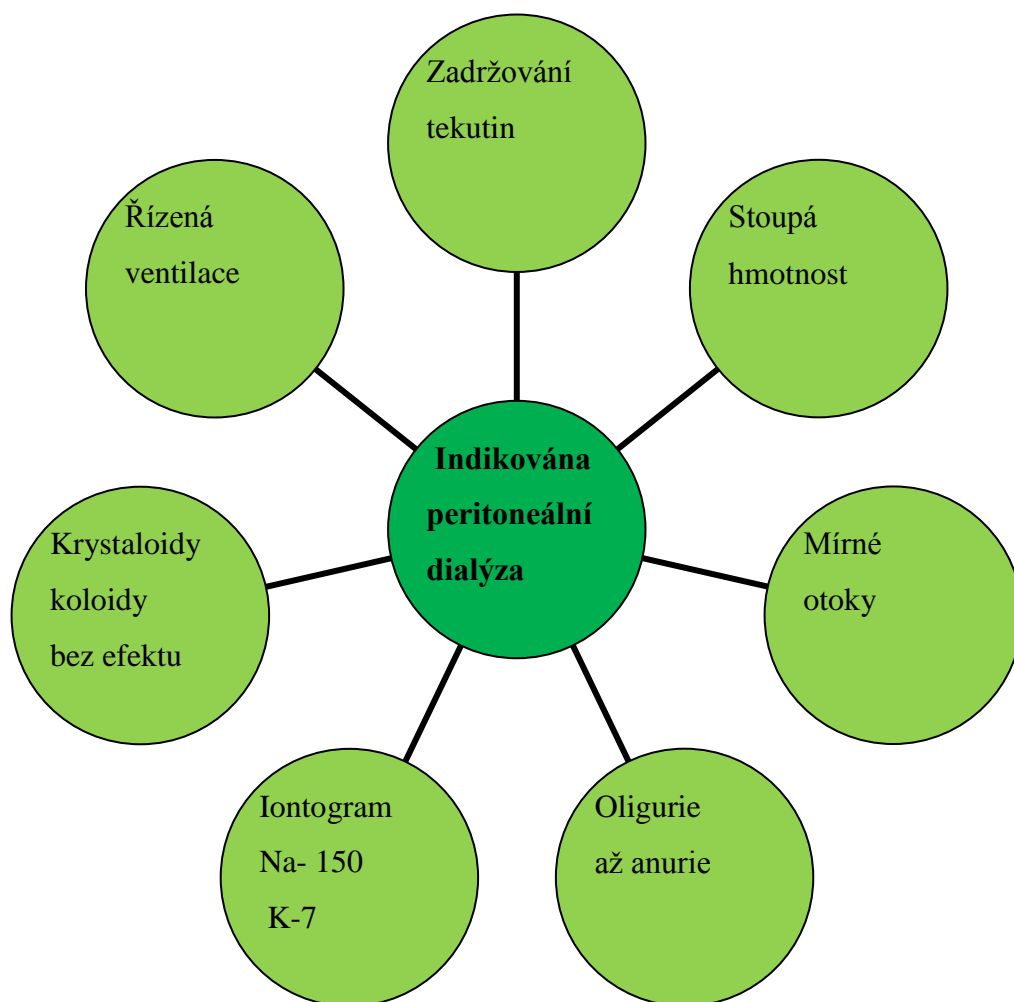 Zadržování
tekutin
Stoupá
hmotnost
Mírné
otoky
Oligurie
až anurie
Iontogram
Na- 150
K-7
Krystaloidy
koloidy
bez efektu
Řízená
ventilace
Indikována
peritoneální
dialýza